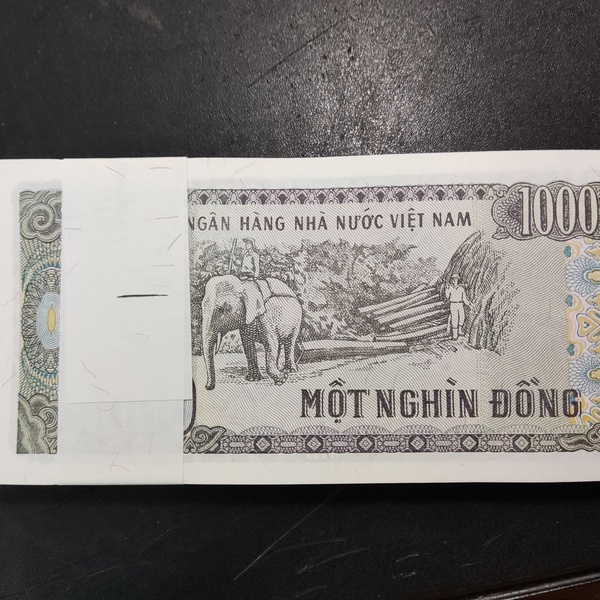 NGÂN HÀNG NHÀ NƯỚC VIỆT NAM
1000
MỘT NGHÌN ĐỒNG